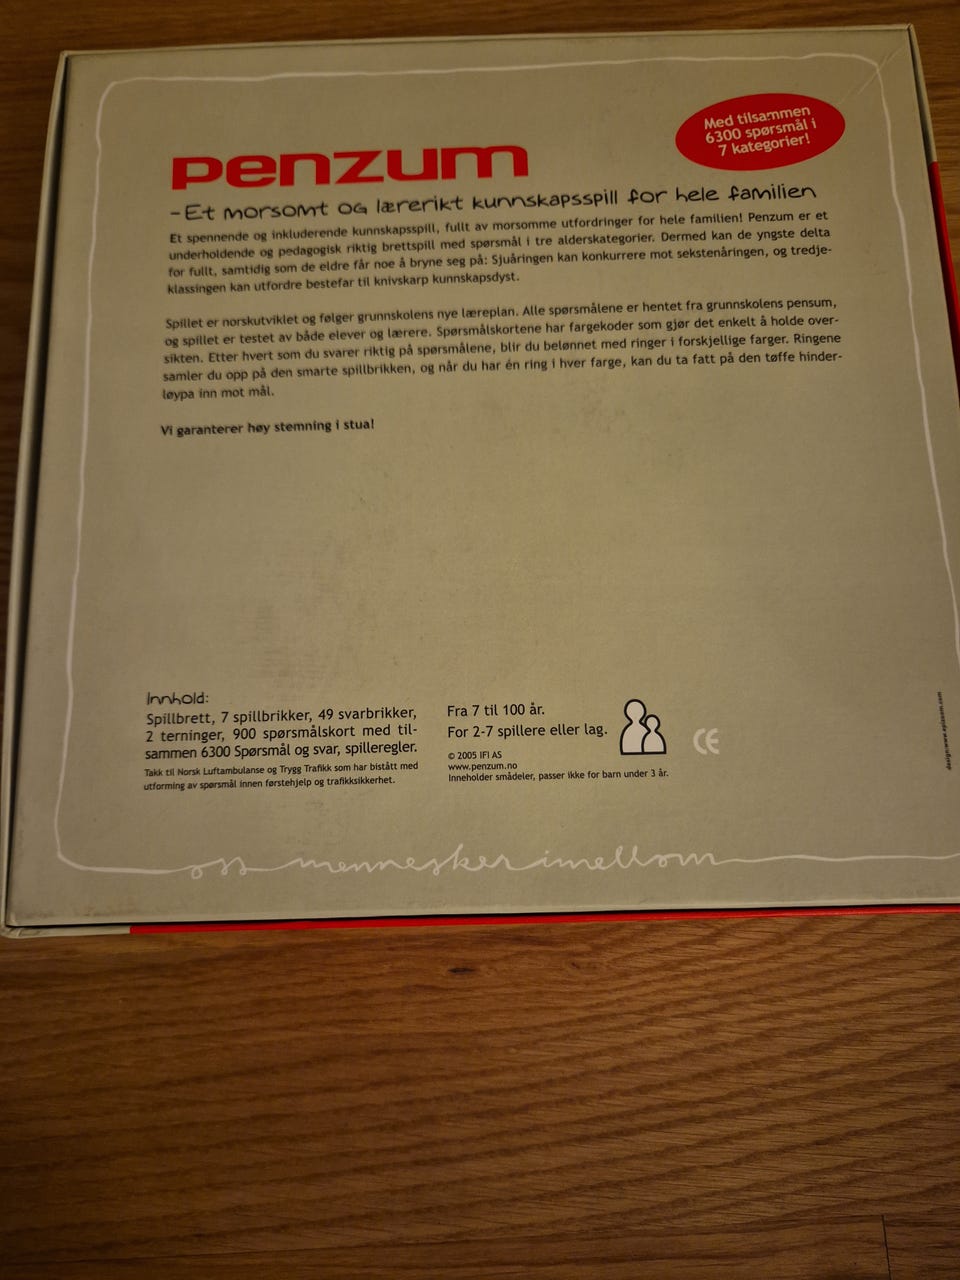 Med tilsammen
6300 spørsmål i
7 kategorier!
penzum
-Et morsomt og lærerikt kunnskapsspill for hele familien
Et spennende og inkluderende kunnskapsspill, fullt av morsomme utfordringer for hele familien! Penzum er et
underholdende og pedagogisk riktig brettspill med spørsmål i tre alderskategorier. Dermed kan de yngste delta
for fullt, samtidig som de eldre får noe å bryne seg på: Sjuåringen kan konkurrere mot sekstenåringen, og tredje-
klassingen kan utfordre bestefar til knivskarp kunnskapsdyst.
Spillet er norskutviklet og følger grunnskolens nye læreplan. Alle spørsmålene er hentet fra grunnskolens pensum,
og spillet er testet av både elever og lærere. Spørsmålskortene har fargekoder som gjør det enkelt å holde over-
sikten. Etter hvert som du svarer riktig på spørsmålene, blir du belønnet med ringer i forskjellige farger. Ringene
samler du opp på den smarte spillbrikken, og når du har én ring i hver farge, kan du ta fatt på den tøffe hinder-
løypa inn mot mål.
Vi garanterer høy stemning i stua!
Innhold:
Spillbrett, 7 spillbrikker, 49 svarbrikker,
2 terninger, 900 spørsmålskort med til-
sammen 6300 Spørsmål og svar, spilleregler.
Takk til Norsk Luftambulanse og Trygg Trafikk som har bistått med
utforming av spørsmål innen førstehjelp og trafikksikkerhet.
Fra 7 til 100 år.
For 2-7 spillere eller lag.
© 2005 IFI AS
www.penzum.no
Inneholder smådeler, passer ikke for barn under 3 år.
CE
oss mennesker imellom